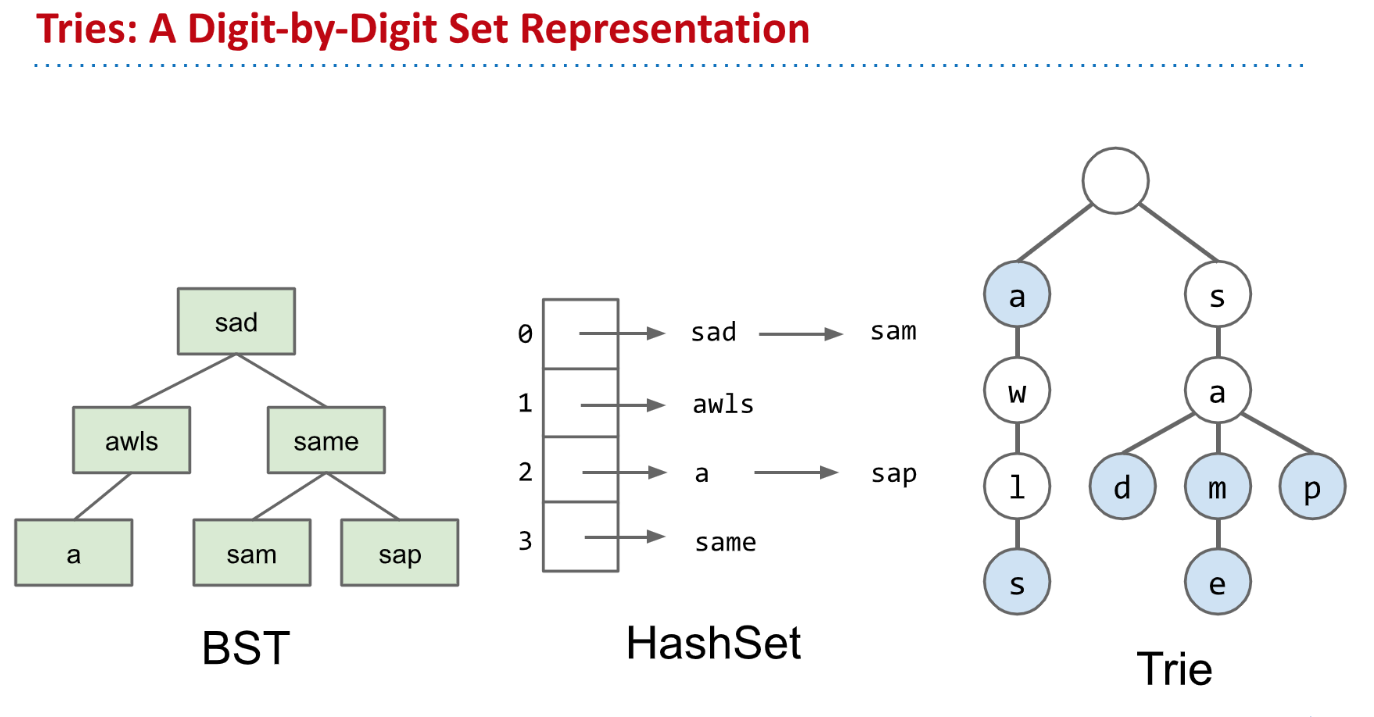 Tries: A Digit-by-Digit Set Representation
sad
awls
same
a
sam
sap
BST
0
sad
sam
1
awls
2
a
sap
3
same
HashSet
a
s
w
a
l
d
m
p
s
e
Trie